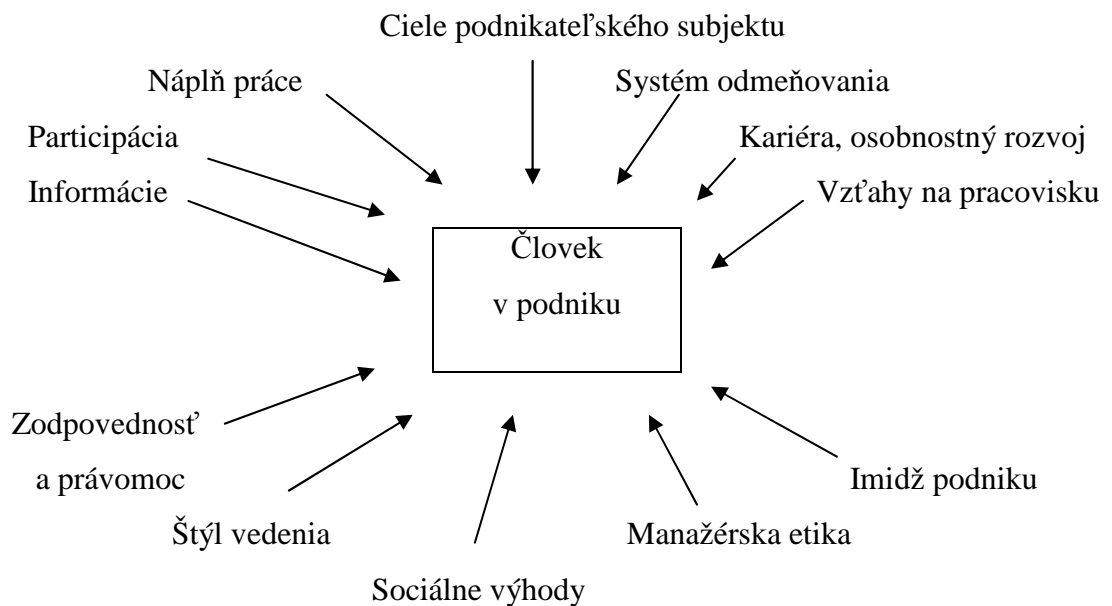 Ciele podnikateľského subjektu
Náplň práce
Systém odmeňovania
Participácia
Kariéra, osobnostný rozvoj
Informácie
Vzťahy na pracovisku
Človek
v podniku
Zodpovednosť
a právomoc
Imidž podniku
Štýl vedenia
Manažérska etika
Sociálne výhody